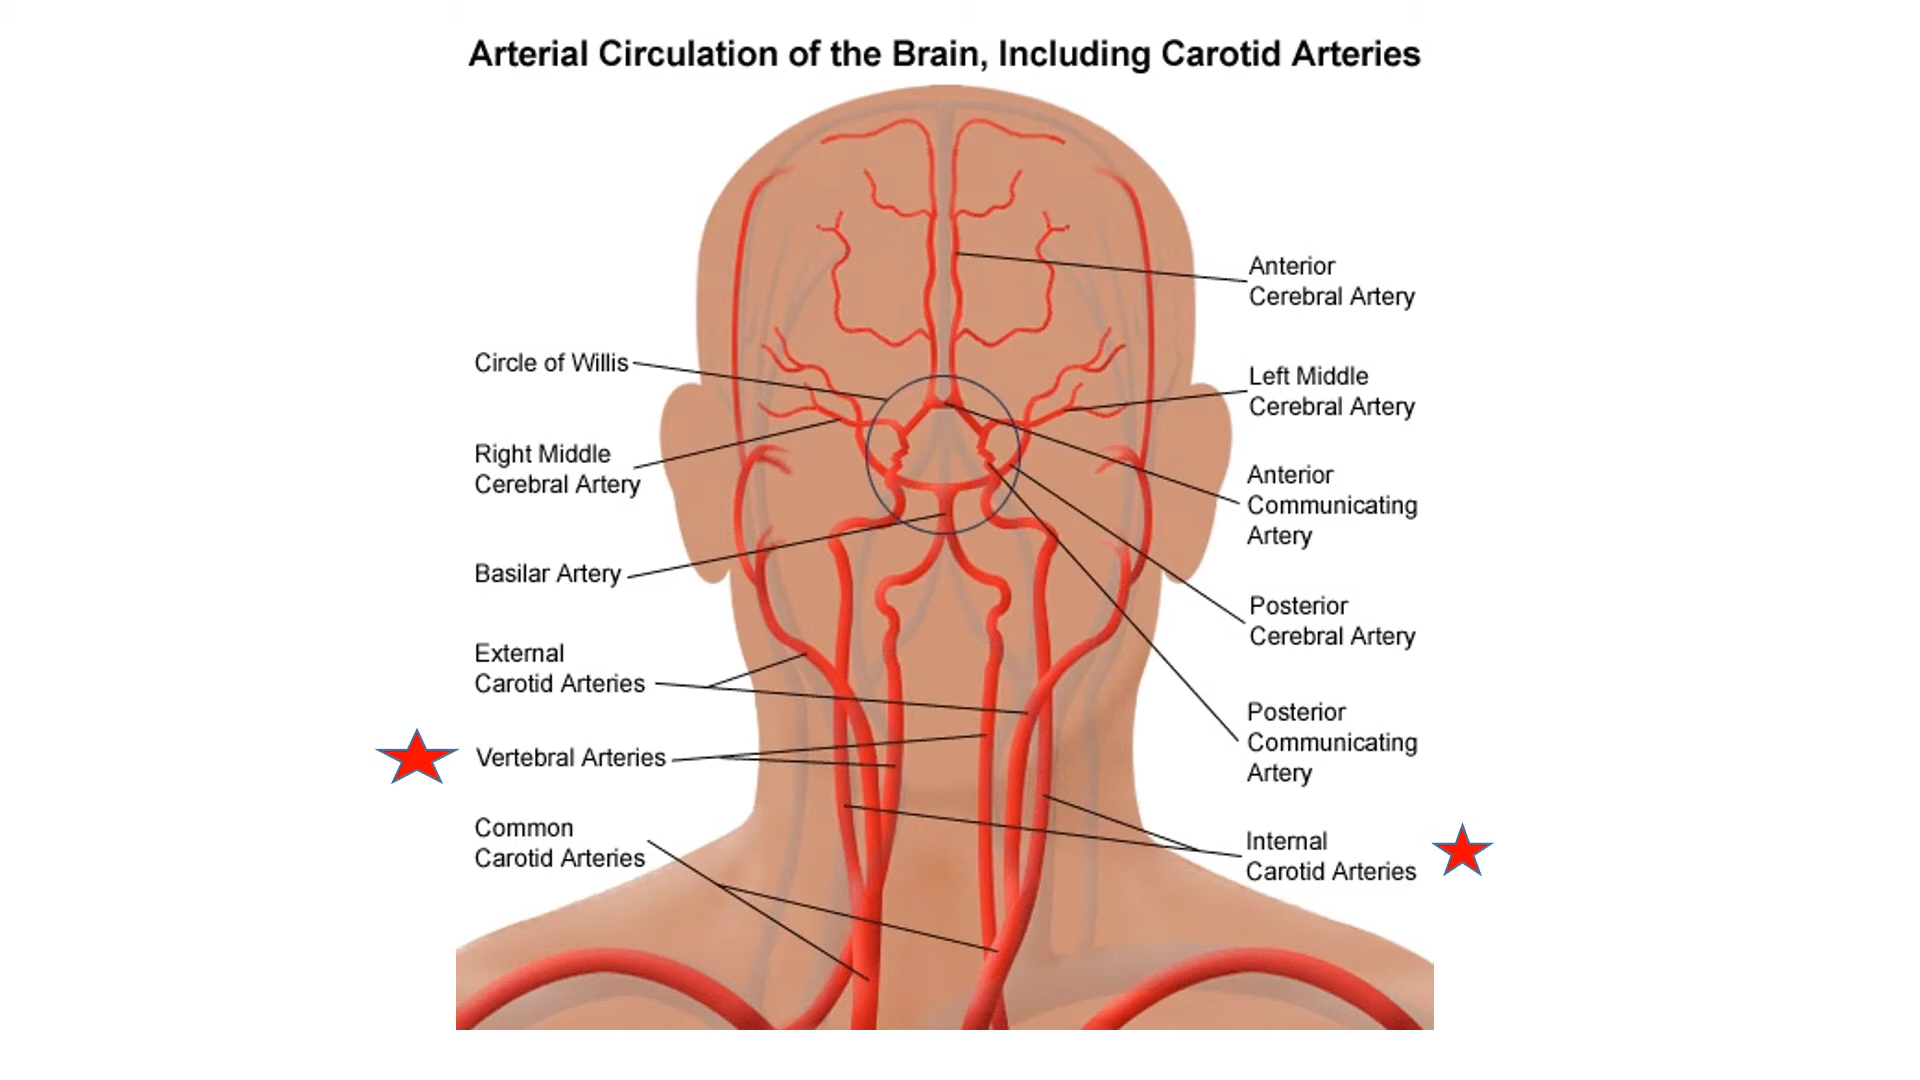 Arterial Circulation of the Brain, Including Carotid Arteries
Anterior
Cerebral Artery
Circle of Willis
Left Middle
Cerebral Artery
Right Middle
Cerebral Artery
Anterior
Communicating
Artery
Basilar Artery
Posterior
Cerebral Artery
External
Carotid Arteries
Posterior
Communicating
Artery
Vertebral Arteries
Common
Carotid Arteries
Internal
Carotid Arteries